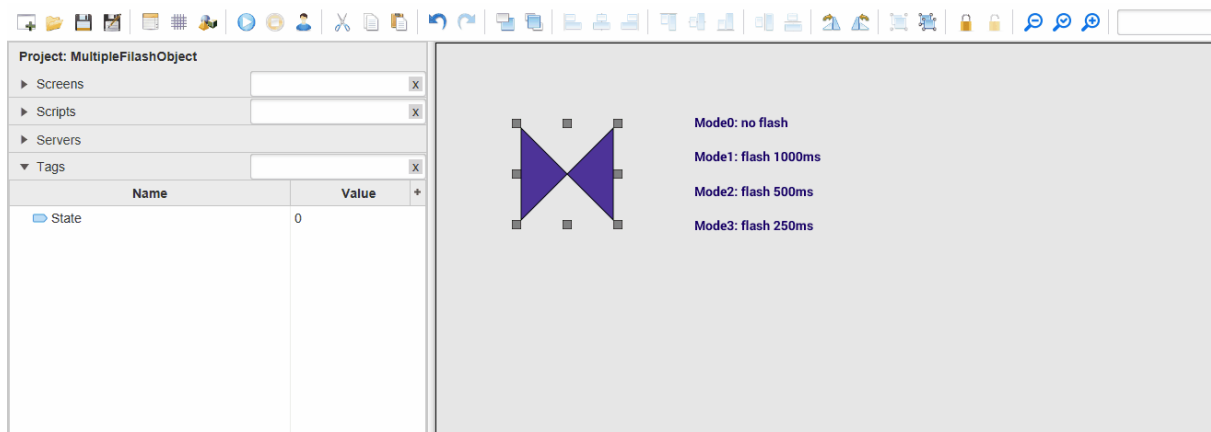 Project: MultipleFilashObject
Screens
x
Scripts
x
Servers
Tags
x
Name Value +
State 0
Mode0: no flash
Mode1: flash 1000ms
Mode2: flash 500ms
Mode3: flash 250ms